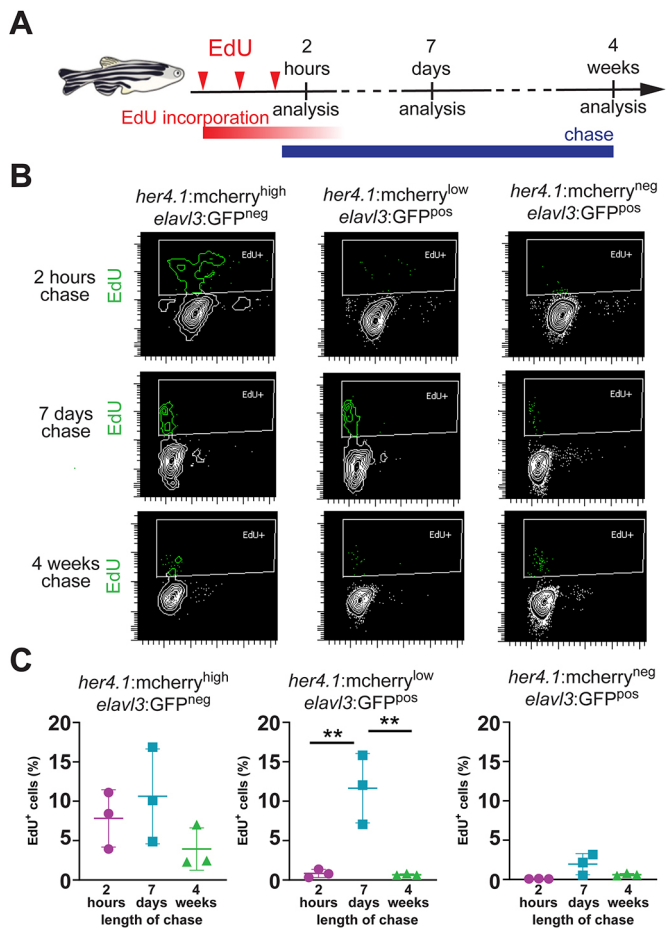 A
EdU
2
hours
7
days
4
weeks
analysis
analysis
analysis
EdU incorporation
chase
B
her4.1:mcherryhigh
elavl3:GFPneg
her4.1:mcherrylow
elavl3:GFPpos
her4.1:mcherryneg
elavl3:GFPpos
2 hours
chase
EdU
EdU+
EdU+
EdU+
7 days
chase
EdU
EdU+
EdU+
EdU+
4 weeks
chase
EdU
EdU+
EdU+
EdU+
C
her4.1:mcherryhigh
elavl3:GFPneg
her4.1:mcherrylow
elavl3:GFPpos
her4.1:mcherryneg
elavl3:GFPpos
EdU+ cells (%)
20
15
10
5
0
2
hours
7
days
4
weeks
length of chase
EdU+ cells (%)
20
15
10
5
0
**
**
2
hours
7
days
4
weeks
length of chase
EdU+ cells (%)
20
15
10
5
0
2
hours
7
days
4
weeks
length of chase